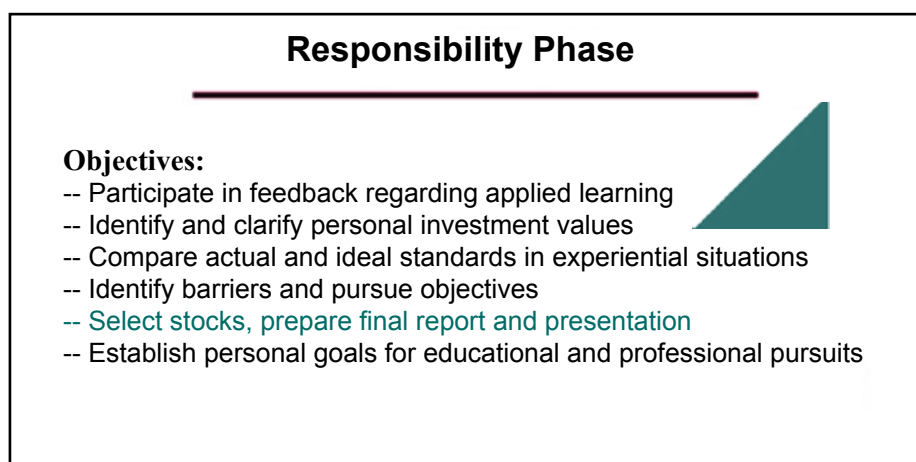 Responsibility Phase
Objectives:
-- Participate in feedback regarding applied learning
-- Identify and clarify personal investment values
-- Compare actual and ideal standards in experiential situations
-- Identify barriers and pursue objectives
-- Select stocks, prepare final report and presentation
-- Establish personal goals for educational and professional pursuits